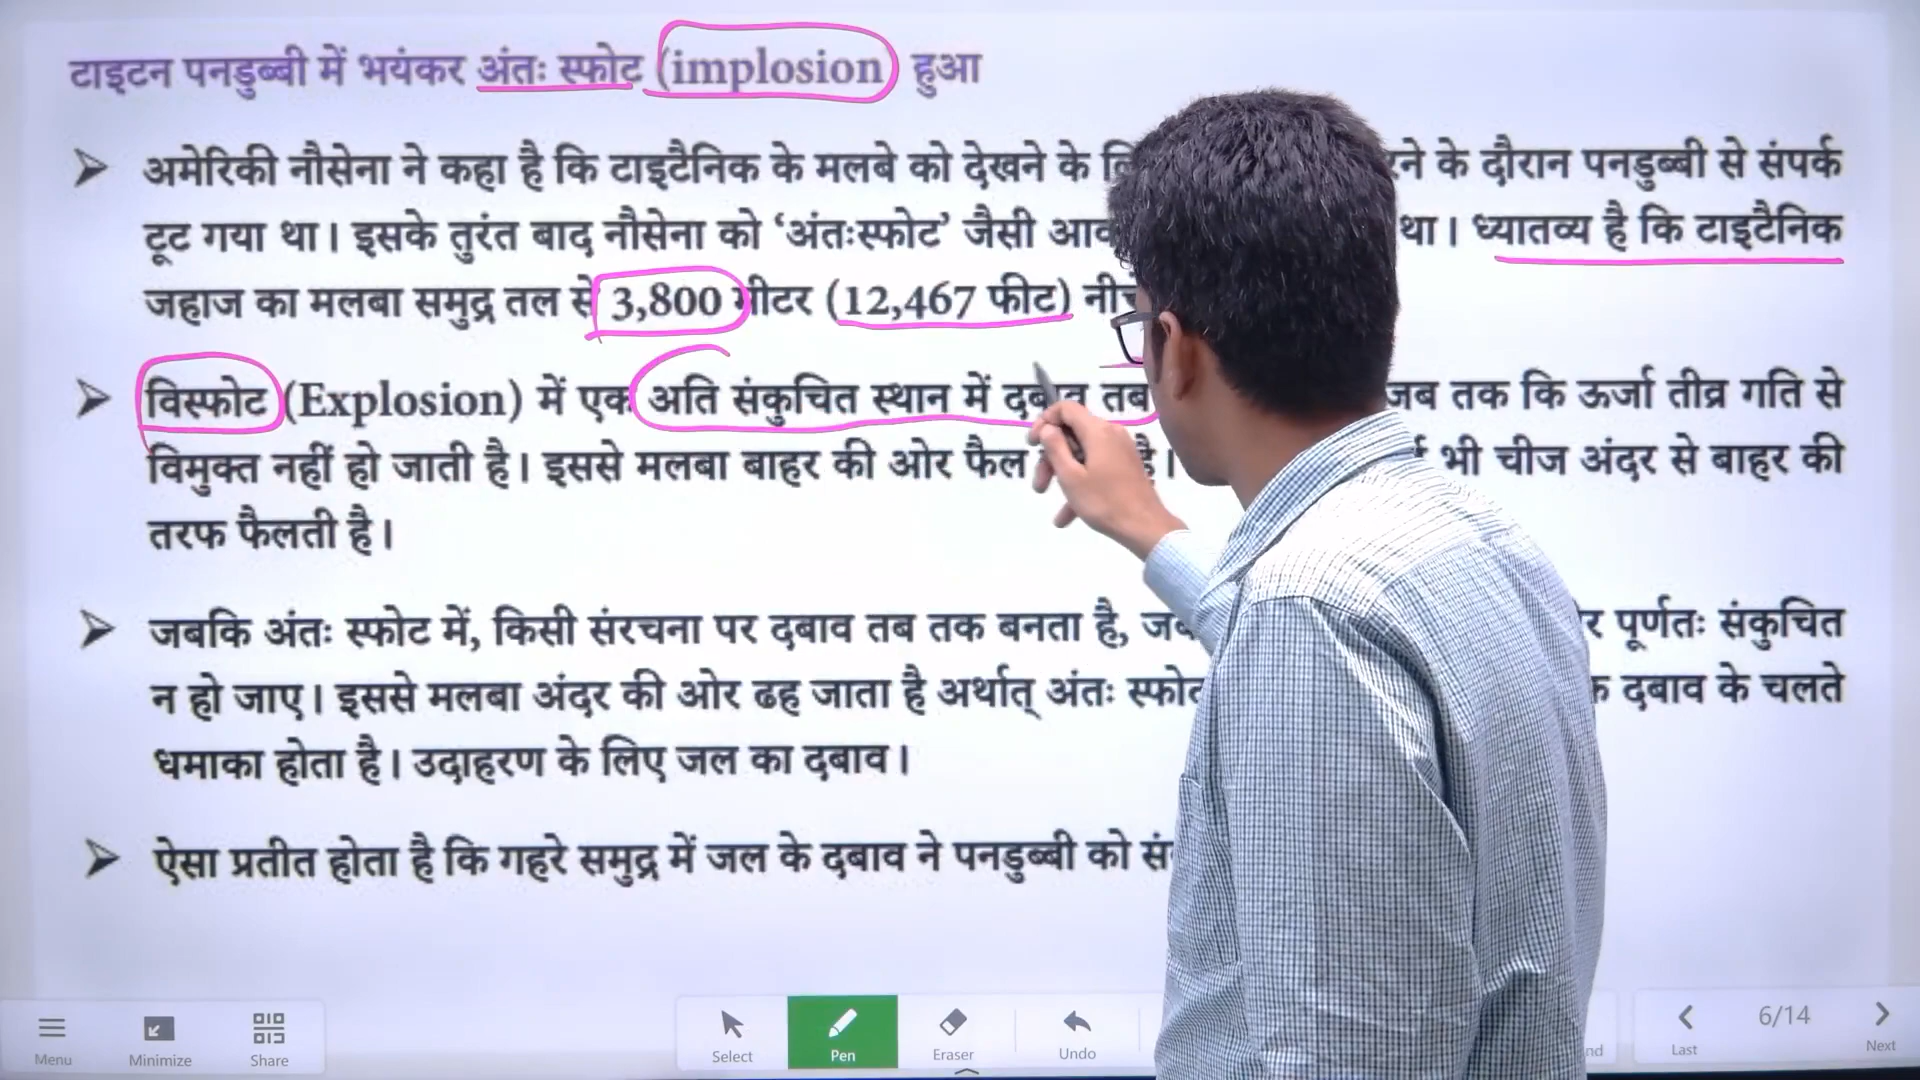 टाइटन पनडुब्बी में भयंकर अंतः स्फोट (implosion) हुआ
➤ अमेरिकी नौसेना ने कहा है कि टाइटैनिक के मलबे को देखने के के दौरान पनडुब्बी से संपर्क
टूट गया था। इसके तुरंत बाद नौसेना को ‘अंतःस्फोट’ जैसी था। ध्यातव्य है कि टाइटैनिक
जहाज का मलबा समुद्र तल से 3,800 मीटर (12,467 फीट)
➤ विस्फोट (Explosion) में एक अति संकुचित स्थान में दबाव तब जब तक कि ऊर्जा तीव्र गति से
विमुक्त नहीं हो जाती है। इससे मलबा बाहर की ओर फैल है। भी चीज अंदर से बाहर की
तरफ फैलती है।
➤ जबकि अंतः स्फोट में, किसी संरचना पर दबाव तब तक बनता है, पूर्णतः संकुचित
न हो जाए। इससे मलबा अंदर की ओर ढह जाता है अर्थात् अंतः दबाव के चलते
धमाका होता है। उदाहरण के लिए जल का दबाव।
➤ ऐसा प्रतीत होता है कि गहरे समुद्र में जल के दबाव ने पनडुब्बी को
Menu Minimize Share Select Pen Eraser Undo Last 6/14 Next